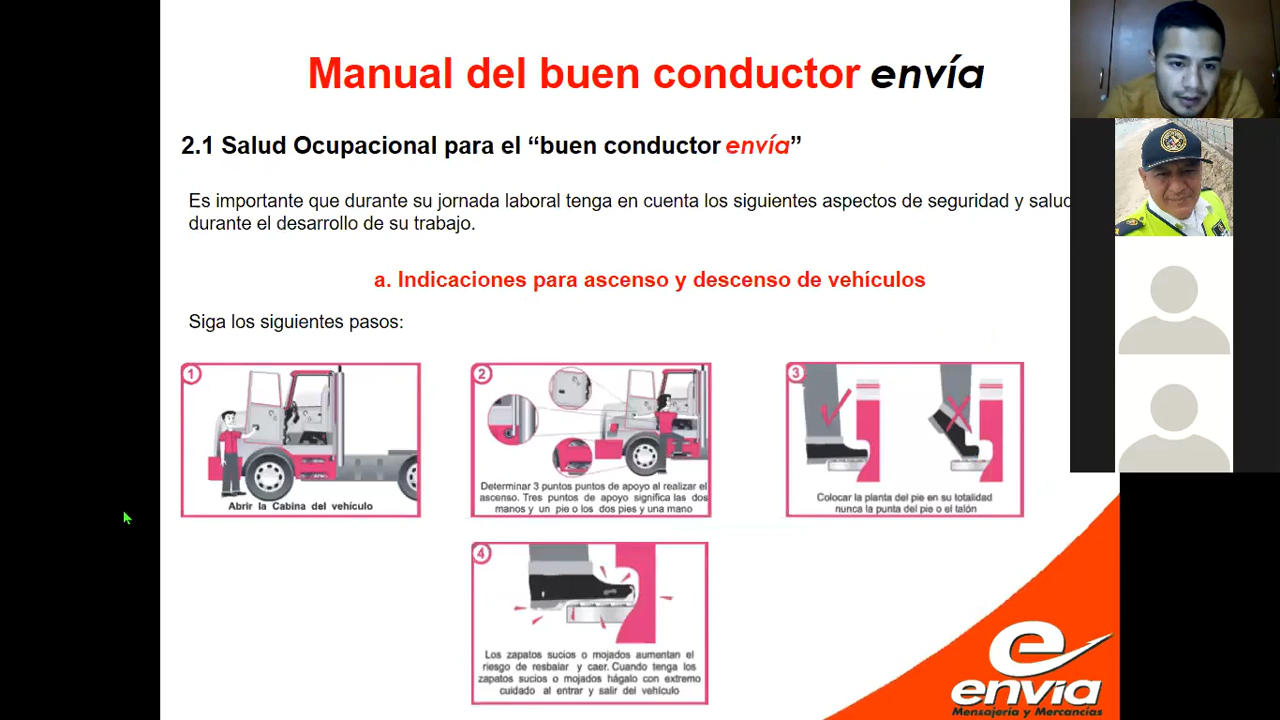 Manual del buen conductor envía
2.1 Salud Ocupacional para el “buen conductor envía”
Es importante que durante su jornada laboral tenga en cuenta los siguientes aspectos de seguridad y salud
durante el desarrollo de su trabajo.
a. Indicaciones para ascenso y descenso de vehículos
Siga los siguientes pasos:
1
Abrir la Cabina del vehículo
2
Determinar 3 puntos puntos de apoyo al realizar el
ascenso. Tres puntos de apoyo significa las dos
manos y un pie o los dos pies y una mano
3
Colocar la planta del pie en su totalidad
nunca la punta del pie o el talón
4
Los zapatos sucios o mojados aumentan el
riesgo de resbalar y caer. Cuando tenga los
zapatos sucios o mojados hágalo con extremo
cuidado al entrar y salir del vehículo
e
envía
Mensajería y Mercancías